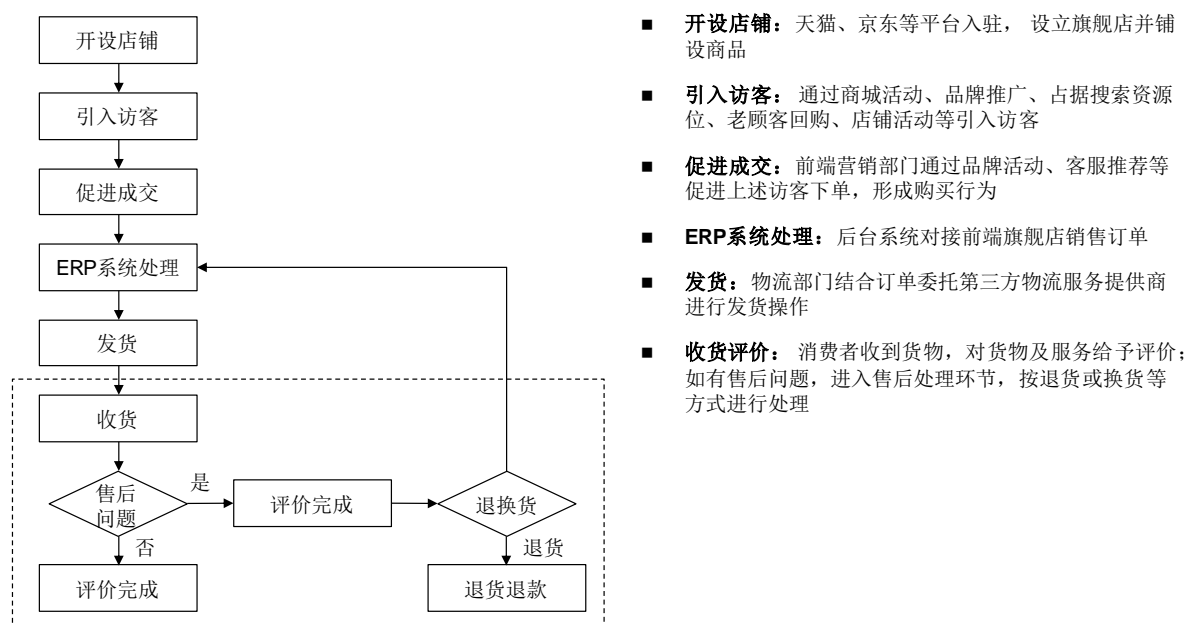 开设店铺
引入访客
促进成交
ERP系统处理
发货
收货
售后
问题
是
评价完成
退换货
否
退货
评价完成
退货退款
■ 开设店铺：天猫、京东等平台入驻， 设立旗舰店并铺
设商品
■ 引入访客： 通过商城活动、品牌推广、占据搜索资源
位、老顾客回购、店铺活动等引入访客
■ 促进成交：前端营销部门通过品牌活动、客服推荐等
促进上述访客下单，形成购买行为
■ ERP系统处理：后台系统对接前端旗舰店销售订单
■ 发货：物流部门结合订单委托第三方物流服务提供商
进行发货操作
■ 收货评价： 消费者收到货物，对货物及服务给予评价；
如有售后问题，进入售后处理环节，按退货或换货等
方式进行处理